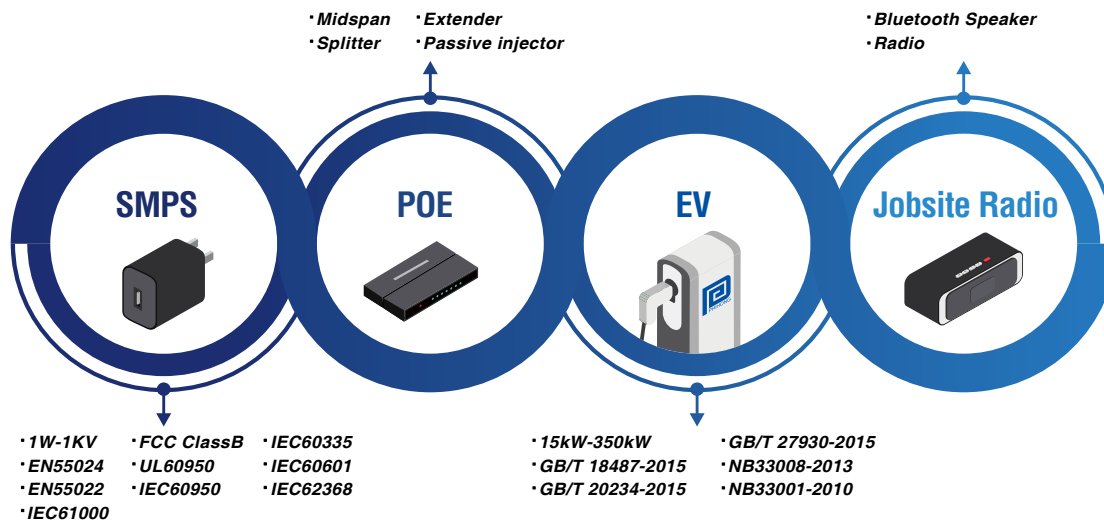 ·Midspan ·Extender
·Splitter ·Passive injector
·Bluetooth Speaker
·Radio
SMPS
POE
EV
Jobsite Radio
·1W-1KV ·FCC ClassB ·IEC60335
·EN55024 ·UL60950 ·IEC60601
·EN55022 ·IEC60950 ·IEC62368
·IEC61000
·15kW-350kW ·GB/T 27930-2015
·GB/T 18487-2015 ·NB33008-2013
·GB/T 20234-2015 ·NB33001-2010